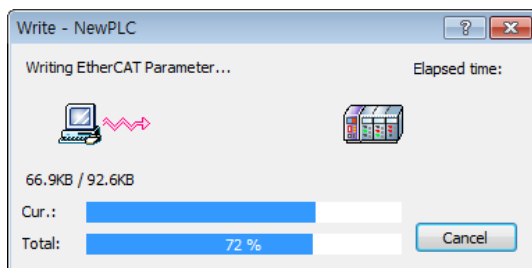 Write - NewPLC
Writing EtherCAT Parameter...
Elapsed time:
66.9KB / 92.6KB
Cur.:
Total:
72 %
Cancel